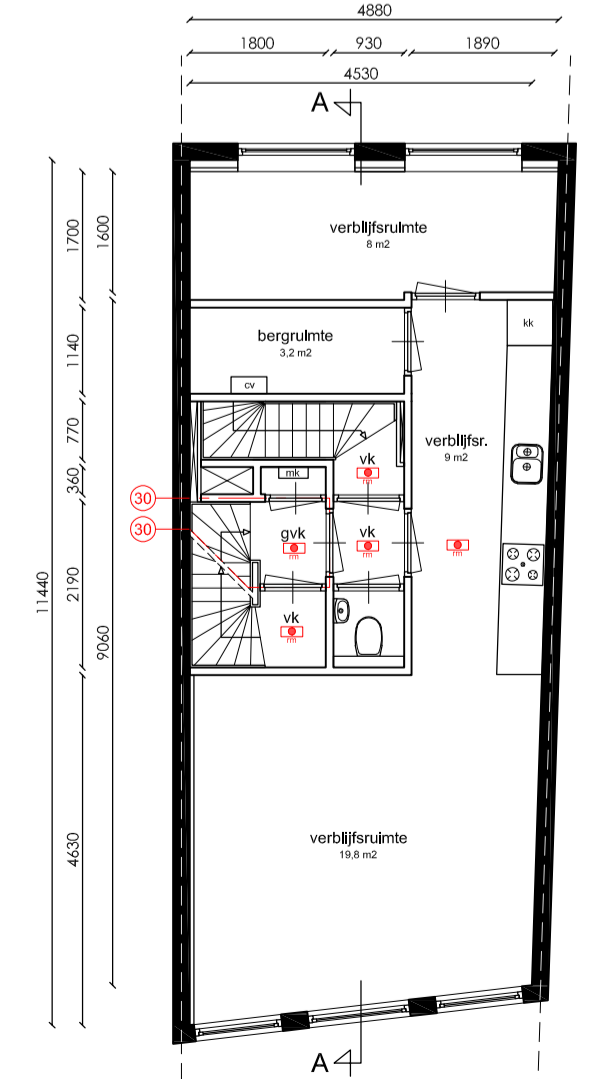 4880
1800 930 1890
4530
A
verblijfsruimte
8 m2
1700
1600
bergruimte
3,2 m2
kk
1140
cv
770
verblijfsr.
9 m2
vk
rm
mk
360
30
30
gvk
rm
vk
rm
rm
11440
2190
9060
vk
rm
4630
verblijfsruimte
19,8 m2
A